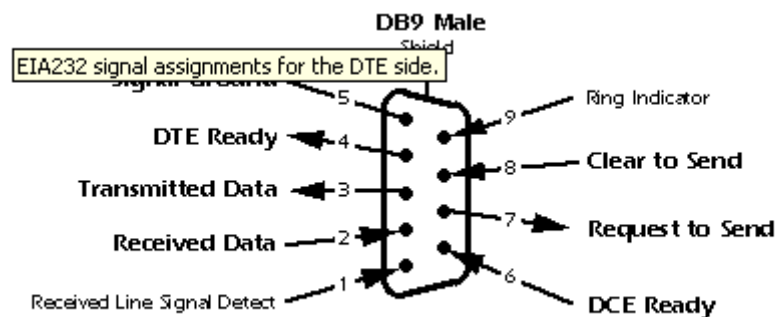 DB9 Male
Shield
EIA232 signal assignments for the DTE side.
Signal Ground
5
9
Ring Indicator
DTE Ready
4
8
Clear to Send
Transmitted Data
3
7
Request to Send
Received Data
2
6
DCE Ready
1
Received Line Signal Detect